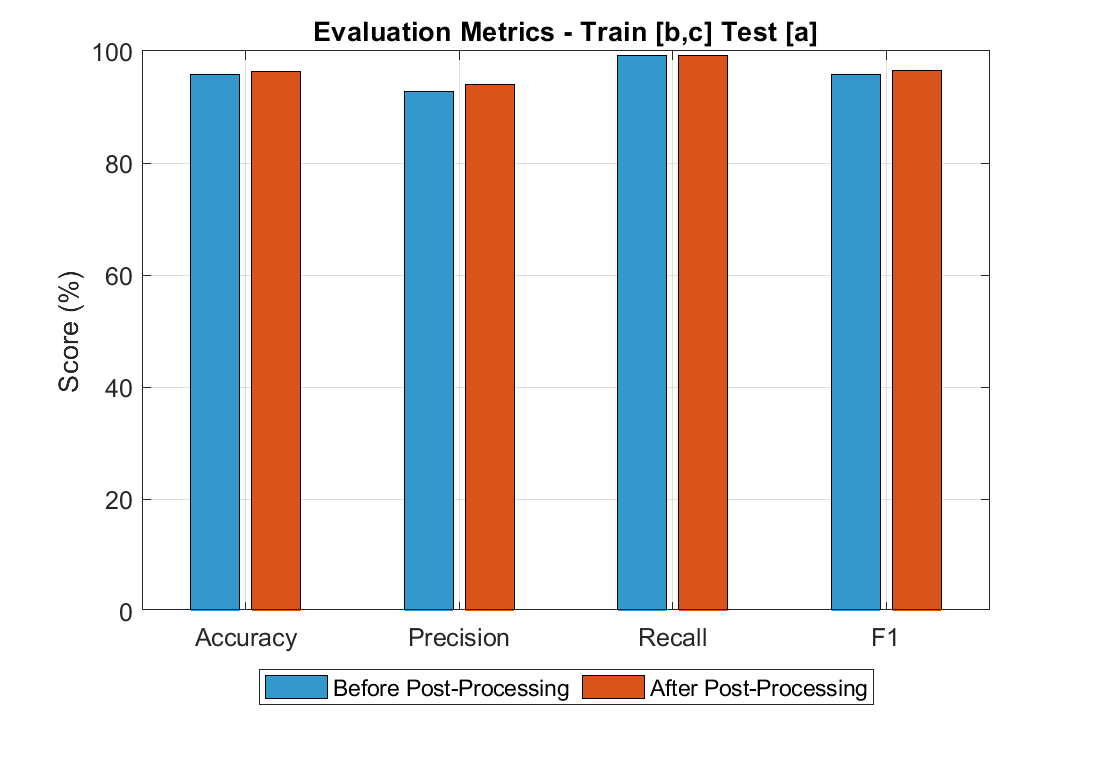 Evaluation Metrics - Train [b,c] Test [a]
Score (%)
100
80
60
40
20
0
Accuracy Precision Recall F1
Before Post-Processing After Post-Processing